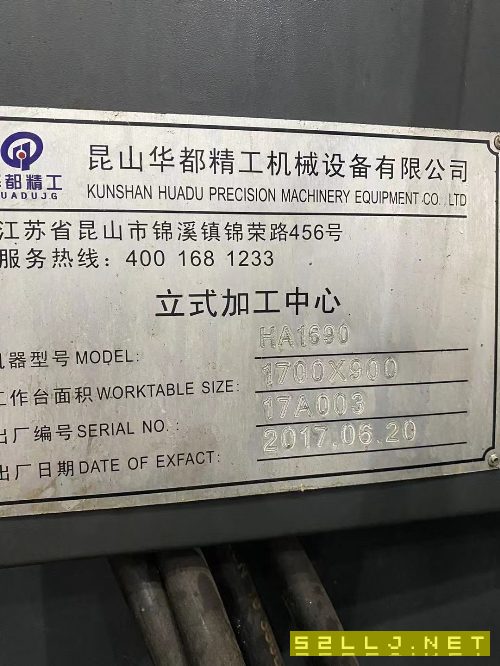 华都精工
HUADUJG
昆山华都精工机械设备有限公司
KUNSHAN HUADU PRECISION MACHINERY EQUIPMENT CO.,LTD
江苏省昆山市锦溪镇锦荣路456号
服务热线：400 168 1233
立式加工中心
机器型号 MODEL: HA1690
工作台面积 WORKTABLE SIZE: 1700X900
出厂编号 SERIAL NO.: 17A003
出厂日期 DATE OF EXFACT: 2017.06.20
52LLJ.NET